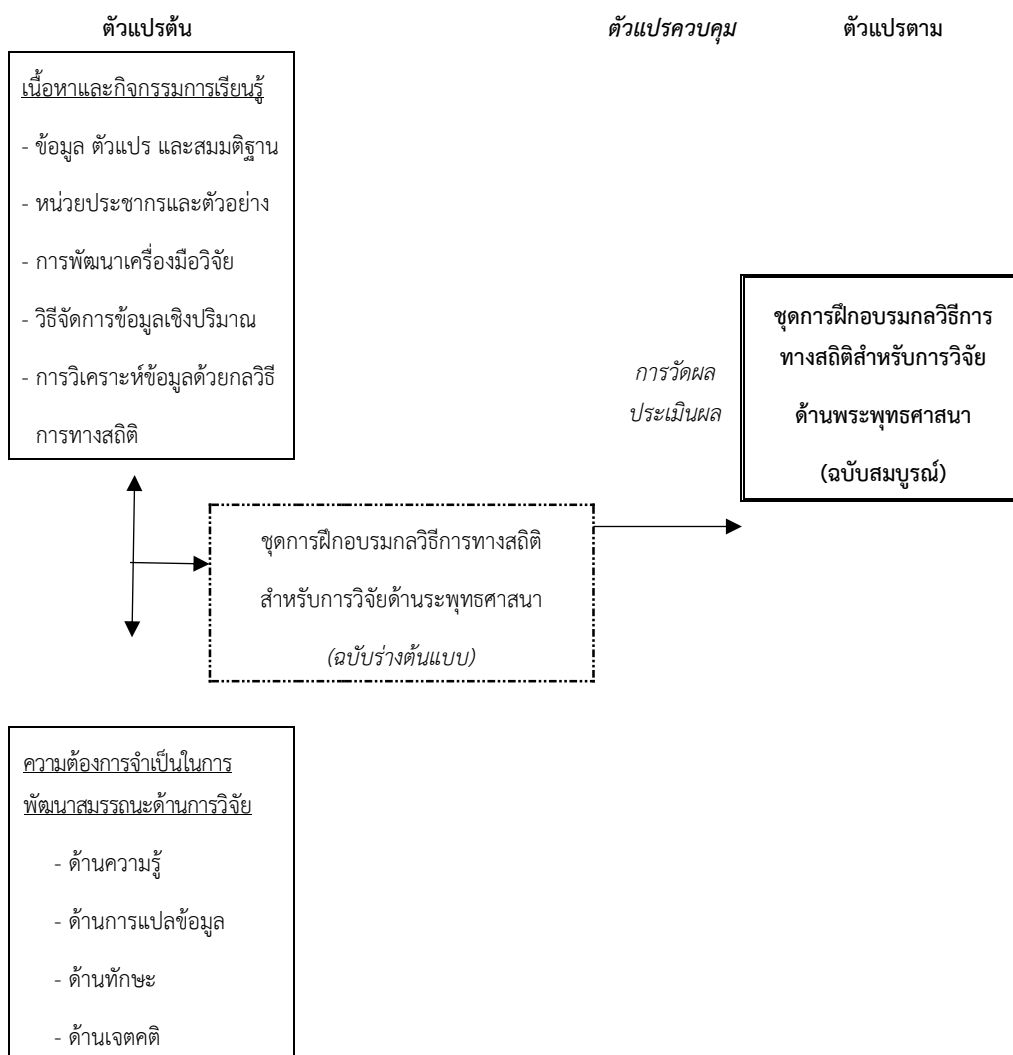 ตัวแปรต้น
ตัวแปรควบคุม
ตัวแปรตาม
เนื้อหาและกิจกรรมการเรียนรู้
- ข้อมูล ตัวแปร และสมมติฐาน
- หน่วยประชากรและตัวอย่าง
- การพัฒนาเครื่องมือวิจัย
- วิธีจัดการข้อมูลเชิงปริมาณ
- การวิเคราะห์ข้อมูลด้วยกลวิธี
การทางสถิติ
ชุดการฝึกอบรมกลวิธีการทางสถิติ
สำหรับการวิจัยด้านระพุทธศาสนา
(ฉบับร่างต้นแบบ)
การวัดผล
ประเมินผล
ชุดการฝึกอบรมกลวิธีการ
ทางสถิติสำหรับการวิจัย
ด้านพระพุทธศาสนา
(ฉบับสมบูรณ์)
ความต้องการจำเป็นในการ
พัฒนาสมรรถนะด้านการวิจัย
- ด้านความรู้
- ด้านการแปลข้อมูล
- ด้านทักษะ
- ด้านเจตคติ